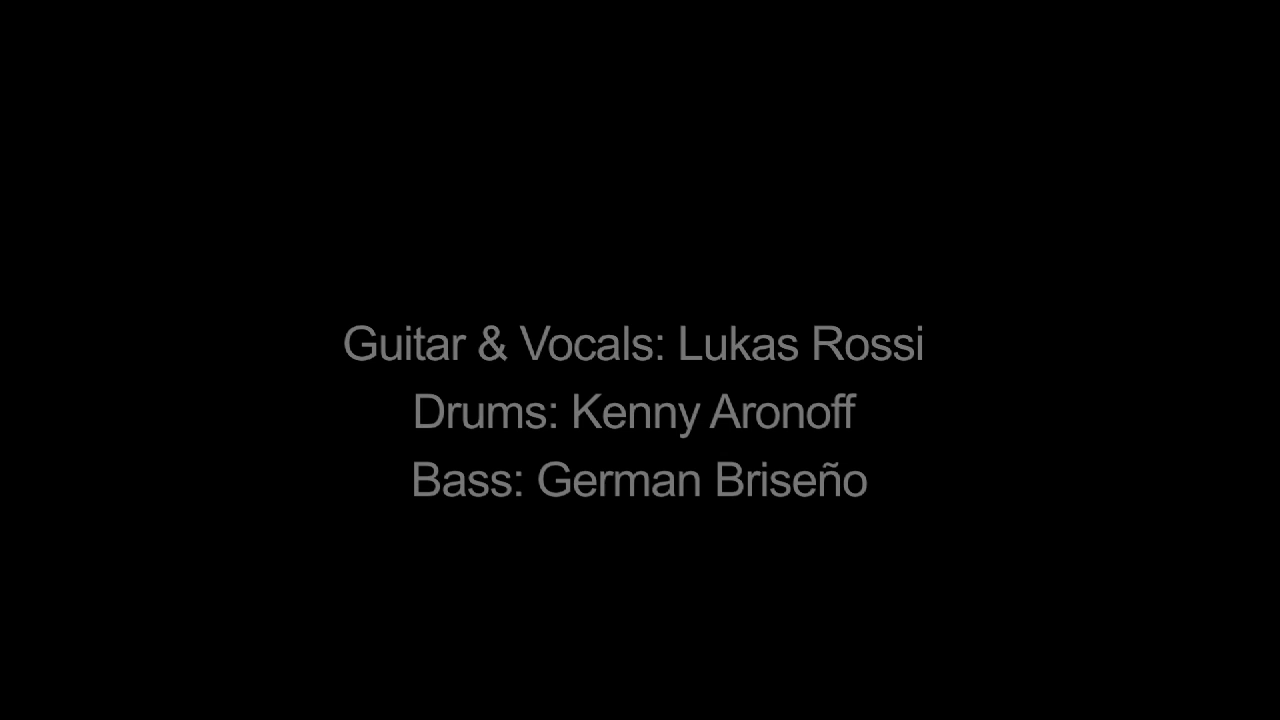 Guitar & Vocals: Lukas Rossi
Drums: Kenny Aronoff
Bass: German Briseño